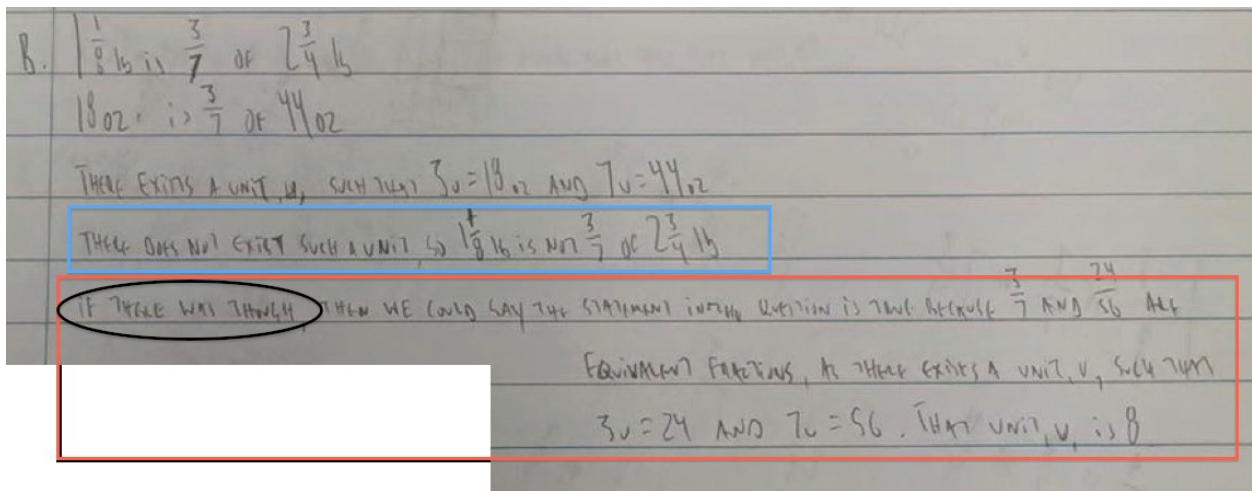 B. 1 1/8 lb is 3/7 of 2 3/4 lb
18 oz. is 3/7 of 44 oz
THERE EXISTS A UNIT, U, SUCH THAT 3U = 18 oz AND 7U = 44 oz
THERE DOES NOT EXIST SUCH A UNIT, SO 1 1/8 lb is NOT 3/7 OF 2 3/4 lb
IF THERE WAS THOUGH, THEN WE COULD SAY THE STATEMENT IN THE QUESTION IS TRUE BECAUSE 3/7 AND 24/56 ARE
EQUIVALENT FRACTIONS, AS THERE EXISTS A UNIT, U, SUCH THAT
3U = 24 AND 7U = 56. THAT UNIT, U, is 8